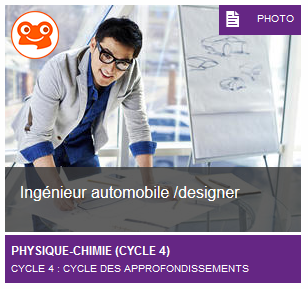 PHOTO
Ingénieur automobile /designer
PHYSIQUE-CHIMIE (CYCLE 4)
CYCLE 4 : CYCLE DES APPROFONDISSEMENTS